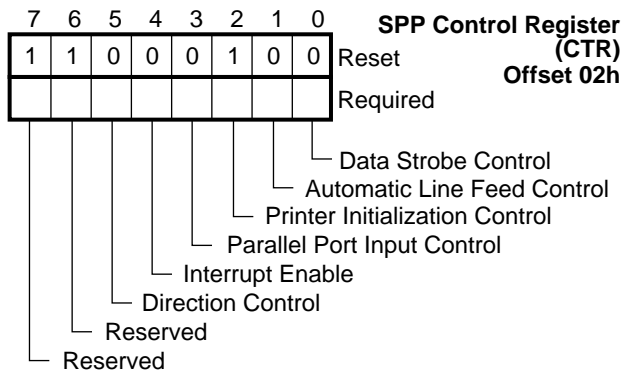 7 6 5 4 3 2 1 0
SPP Control Register
(CTR)
Offset 02h
1 1 0 0 0 1 0 0 Reset
Required
Data Strobe Control
Automatic Line Feed Control
Printer Initialization Control
Parallel Port Input Control
Interrupt Enable
Direction Control
Reserved
Reserved